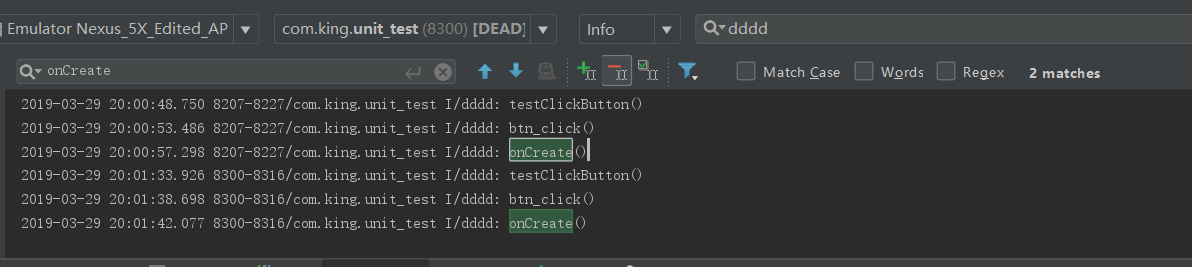 Emulator Nexus_5X_Edited_AP com.king.unit_test (8300) [DEAD] Info dddd
onCreate Match Case Words Regex 2 matches
2019-03-29 20:00:48.750 8207-8227/com.king.unit_test I/dddd: testClickButton()
2019-03-29 20:00:53.486 8207-8227/com.king.unit_test I/dddd: btn_click()
2019-03-29 20:00:57.298 8207-8227/com.king.unit_test I/dddd: onCreate()
2019-03-29 20:01:33.926 8300-8316/com.king.unit_test I/dddd: testClickButton()
2019-03-29 20:01:38.698 8300-8316/com.king.unit_test I/dddd: btn_click()
2019-03-29 20:01:42.077 8300-8316/com.king.unit_test I/dddd: onCreate()